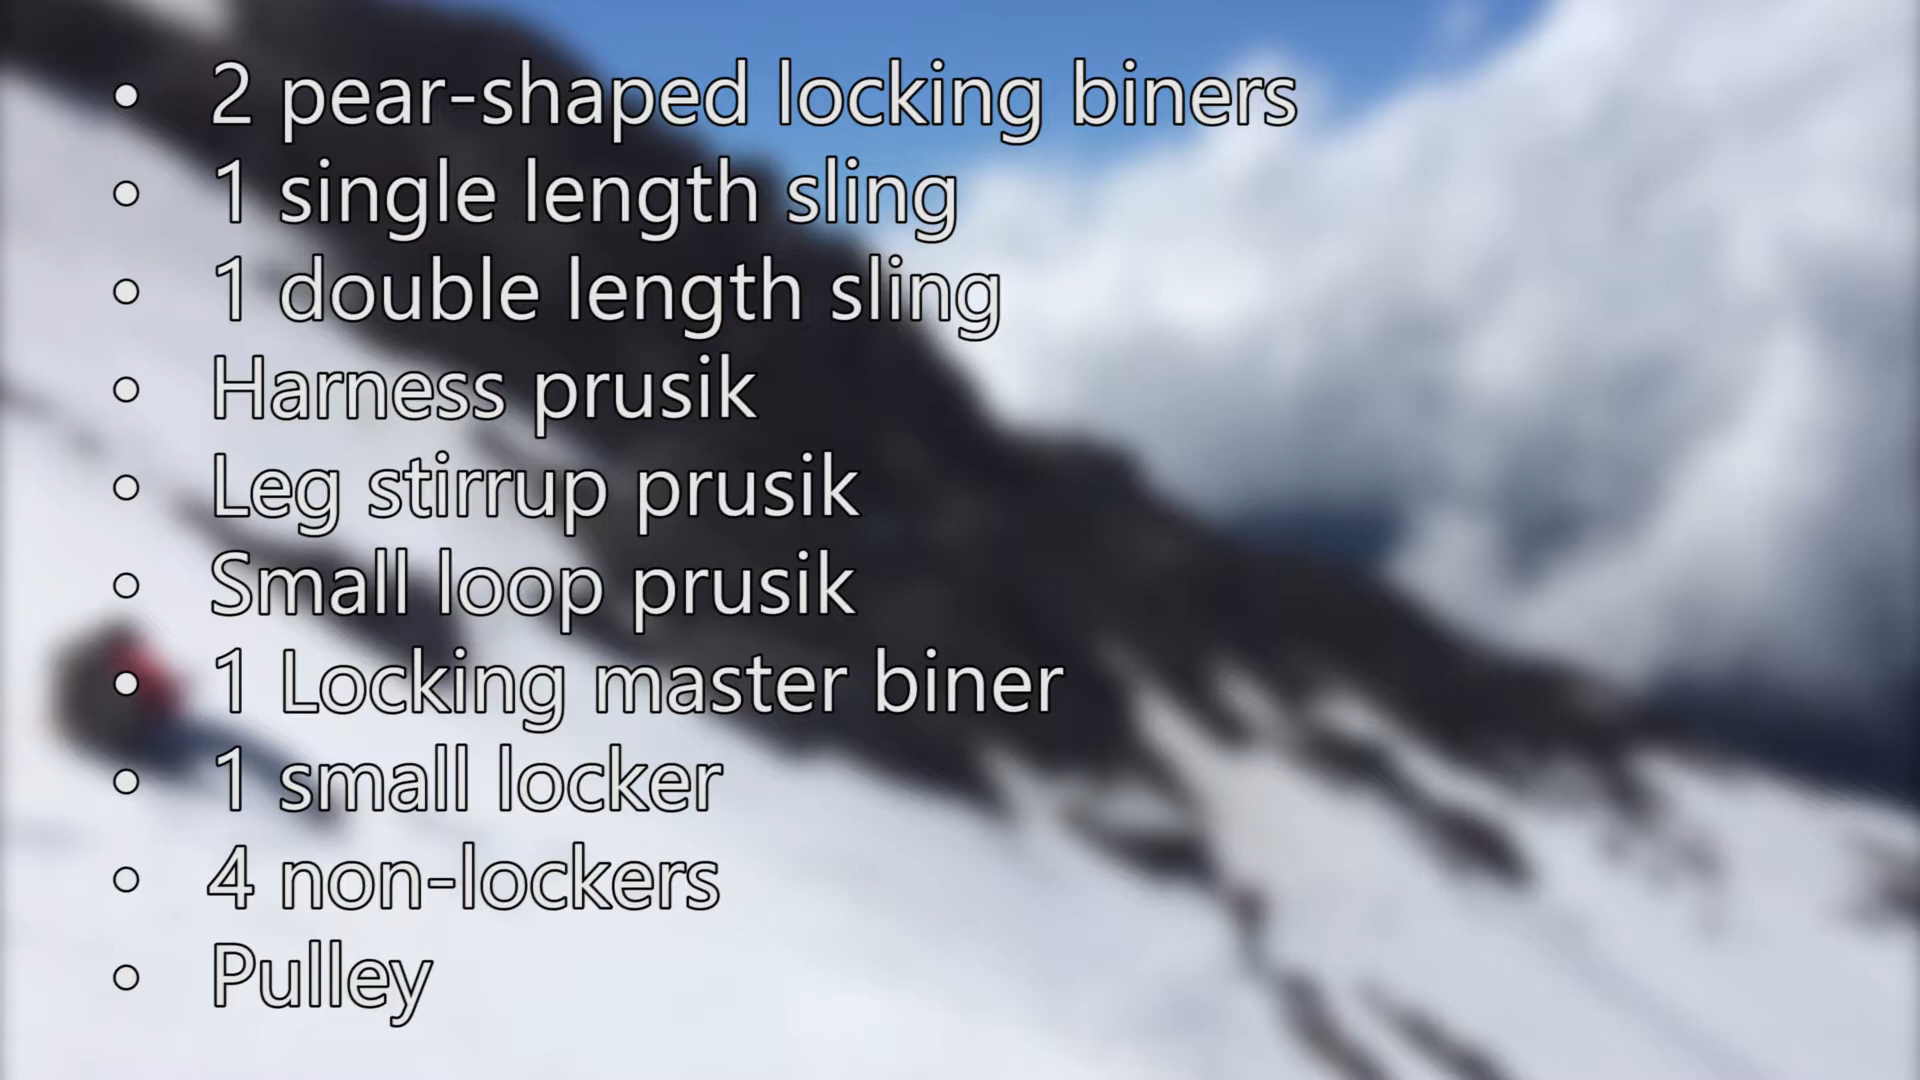 • 2 pear-shaped locking biners
• 1 single length sling
• 1 double length sling
• Harness prusik
• Leg stirrup prusik
• Small loop prusik
• 1 Locking master biner
• 1 small locker
• 4 non-lockers
• Pulley